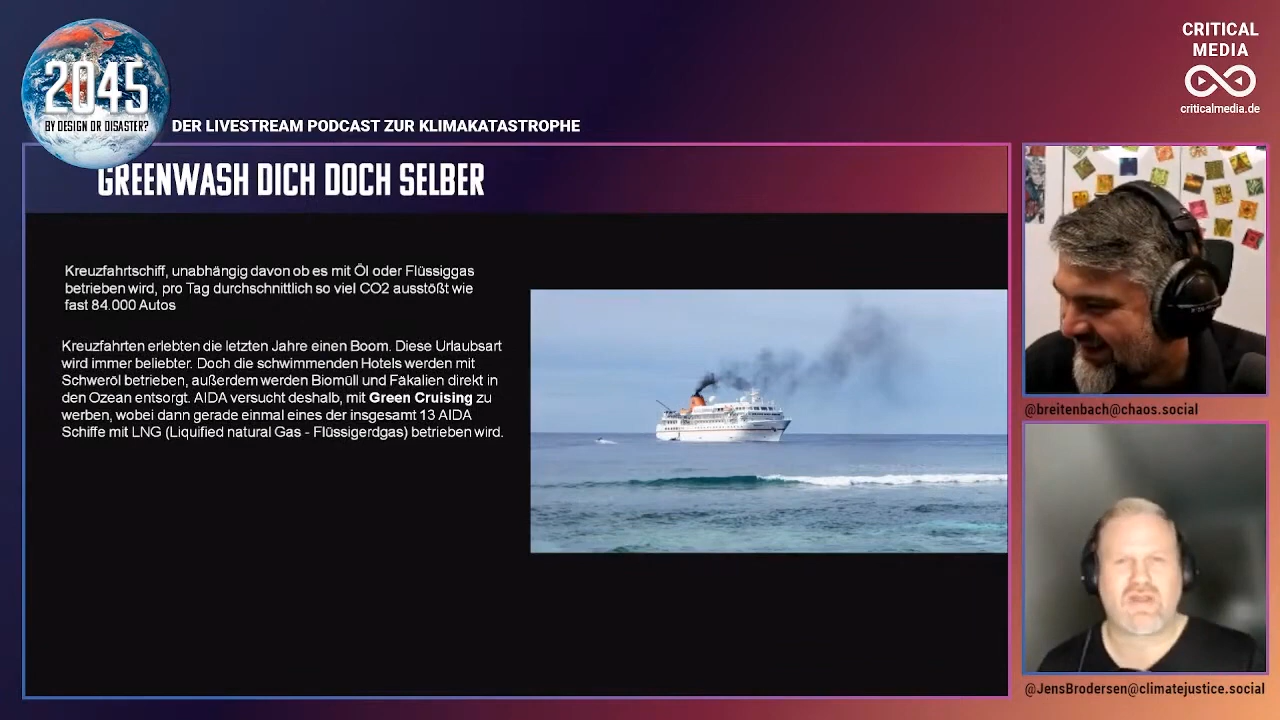 2045
BY DESIGN OR DISASTER?
DER LIVESTREAM PODCAST ZUR KLIMAKATASTROPHE
CRITICAL
MEDIA
criticalmedia.de
GREENWASH DICH DOCH SELBER
Kreuzfahrtschiff, unabhängig davon ob es mit Öl oder Flüssiggas
betrieben wird, pro Tag durchschnittlich so viel CO2 ausstößt wie
fast 84.000 Autos
Kreuzfahrten erlebten die letzten Jahre einen Boom. Diese Urlaubsart
wird immer beliebter. Doch die schwimmenden Hotels werden mit
Schweröl betrieben, außerdem werden Biomüll und Fäkalien direkt in
den Ozean entsorgt. AIDA versucht deshalb, mit Green Cruising zu
werben, wobei dann gerade einmal eines der insgesamt 13 AIDA
Schiffe mit LNG (Liquified natural Gas - Flüssigerdgas) betrieben wird.
@breitenbach@chaos.social
@JensBrodersen@climatejustice.social